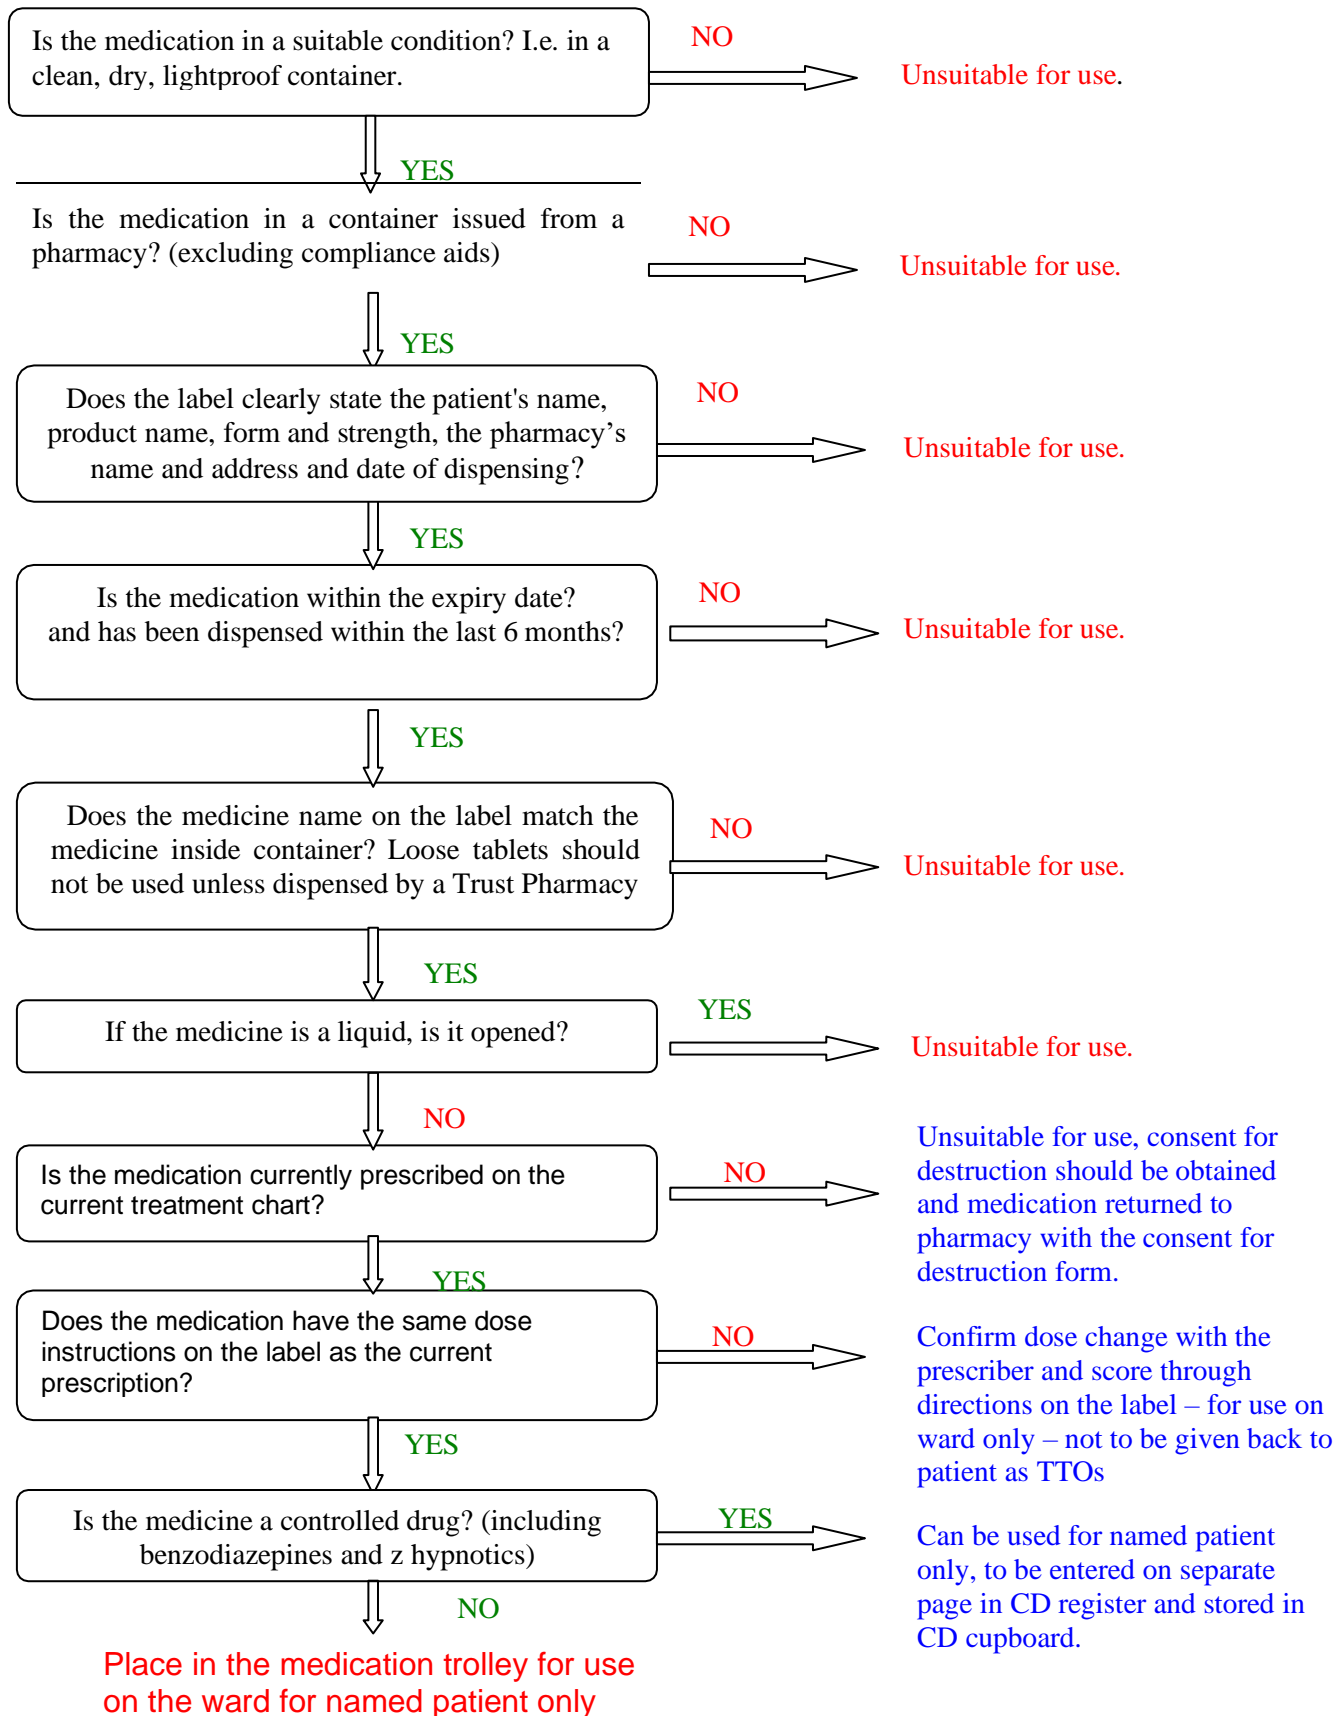 Is the medication in a suitable condition? I.e. in a
clean, dry, lightproof container.
NO
Unsuitable for use.
YES
Is the medication in a container issued from a
pharmacy? (excluding compliance aids)
NO
Unsuitable for use.
YES
Does the label clearly state the patient's name,
product name, form and strength, the pharmacy’s
name and address and date of dispensing?
NO
Unsuitable for use.
YES
Is the medication within the expiry date?
and has been dispensed within the last 6 months?
NO
Unsuitable for use.
YES
Does the medicine name on the label match the
medicine inside container? Loose tablets should
not be used unless dispensed by a Trust Pharmacy
NO
Unsuitable for use.
YES
If the medicine is a liquid, is it opened?
YES
Unsuitable for use.
NO
Is the medication currently prescribed on the
current treatment chart?
NO
Unsuitable for use, consent for
destruction should be obtained
and medication returned to
pharmacy with the consent for
destruction form.
YES
Does the medication have the same dose
instructions on the label as the current
prescription?
NO
Confirm dose change with the
prescriber and score through
directions on the label – for use on
ward only – not to be given back to
patient as TTOs
YES
Is the medicine a controlled drug? (including
benzodiazepines and z hypnotics)
YES
Can be used for named patient
only, to be entered on separate
page in CD register and stored in
CD cupboard.
NO
Place in the medication trolley for use
on the ward for named patient only